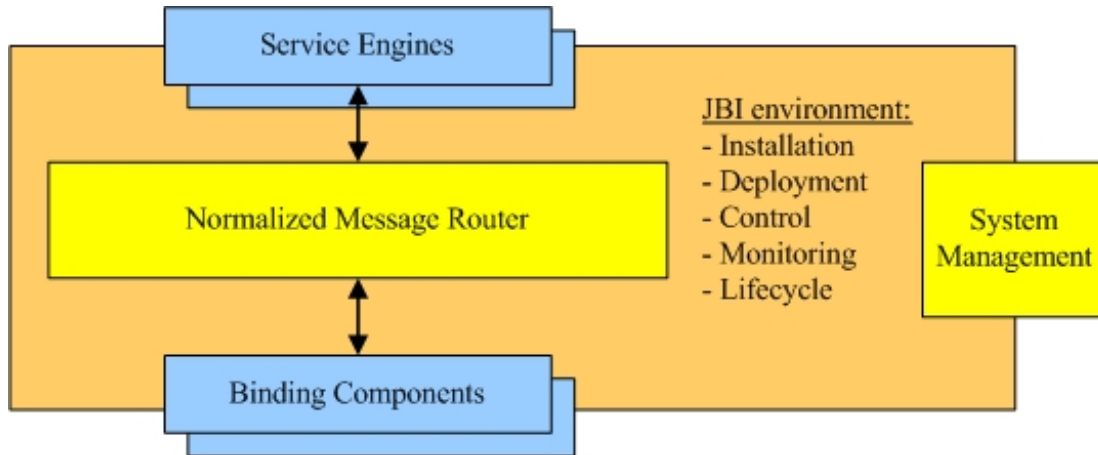 Service Engines
JBI environment:
- Installation
- Deployment
- Control
- Monitoring
- Lifecycle
Normalized Message Router
System
Management
Binding Components